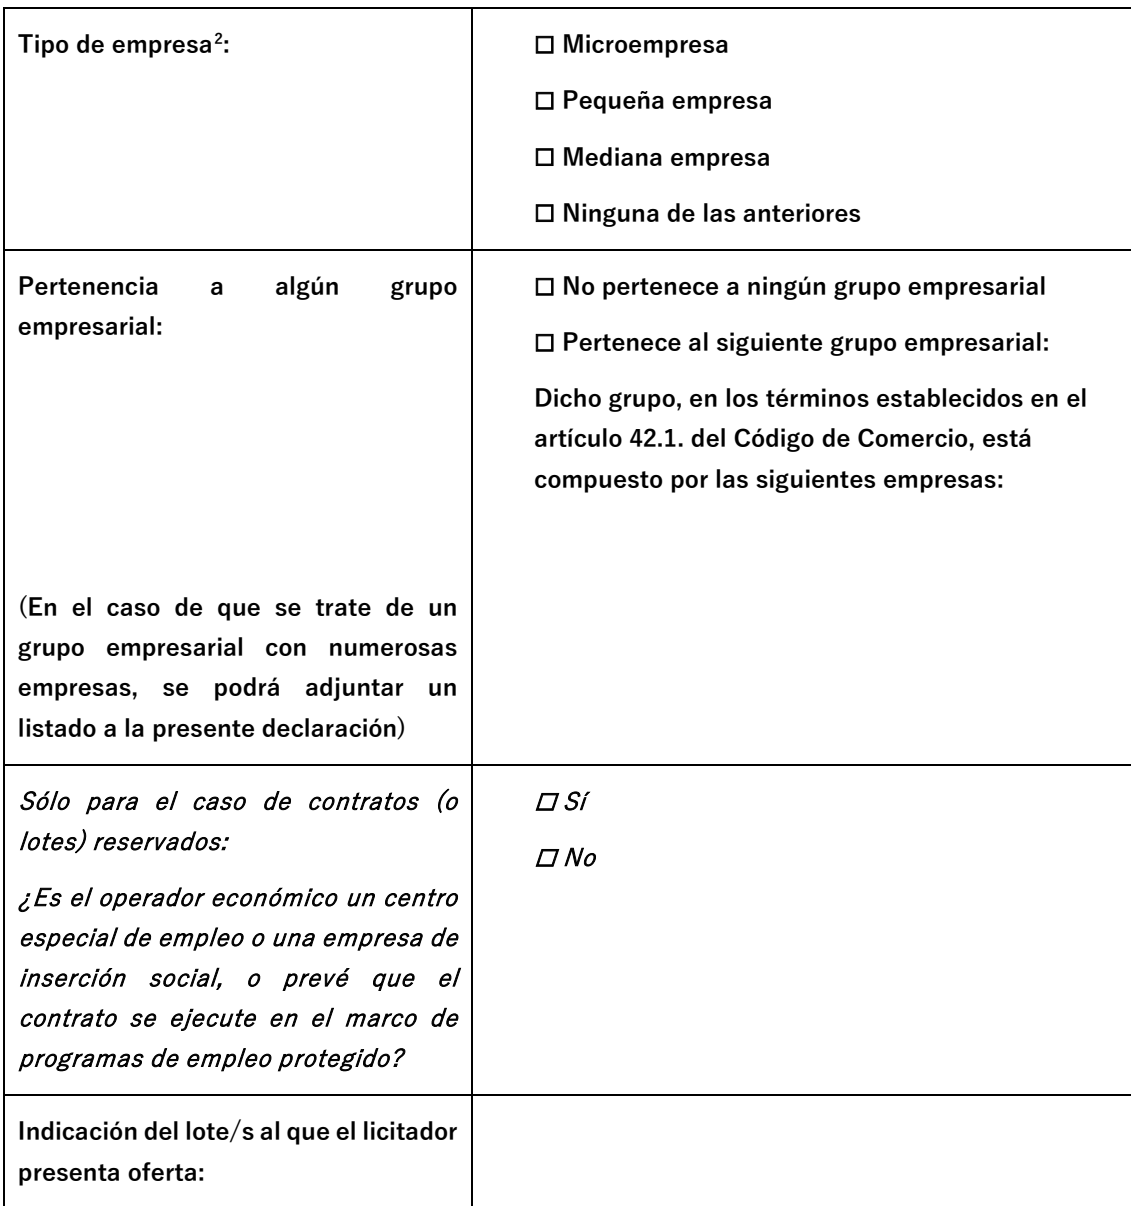 Tipo de empresa²:
☐ Microempresa
☐ Pequeña empresa
☐ Mediana empresa
☐ Ninguna de las anteriores
Pertenencia a algún grupo
empresarial:
(En el caso de que se trate de un
grupo empresarial con numerosas
empresas, se podrá adjuntar un
listado a la presente declaración)
☐ No pertenece a ningún grupo empresarial
☐ Pertenece al siguiente grupo empresarial:
Dicho grupo, en los términos establecidos en el
artículo 42.1. del Código de Comercio, está
compuesto por las siguientes empresas:
Sólo para el caso de contratos (o
lotes) reservados:
¿Es el operador económico un centro
especial de empleo o una empresa de
inserción social, o prevé que el
contrato se ejecute en el marco de
programas de empleo protegido?
☐ Sí
☐ No
Indicación del lote/s al que el licitador
presenta oferta: